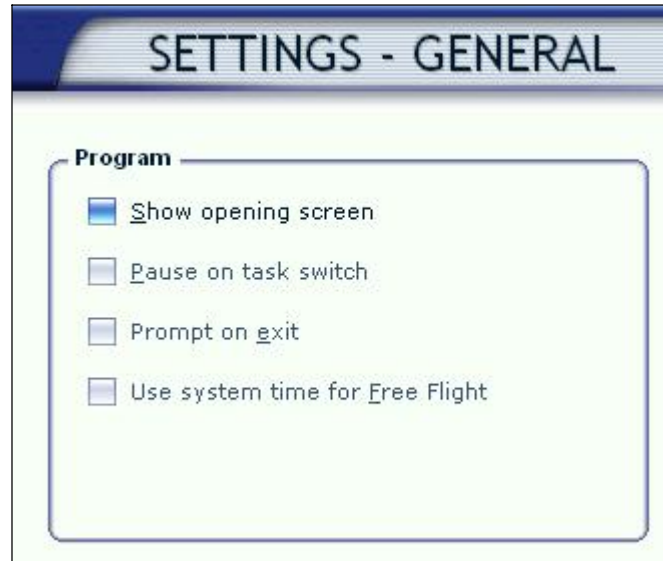 SETTINGS - GENERAL
Program
Show opening screen
Pause on task switch
Prompt on exit
Use system time for Free Flight